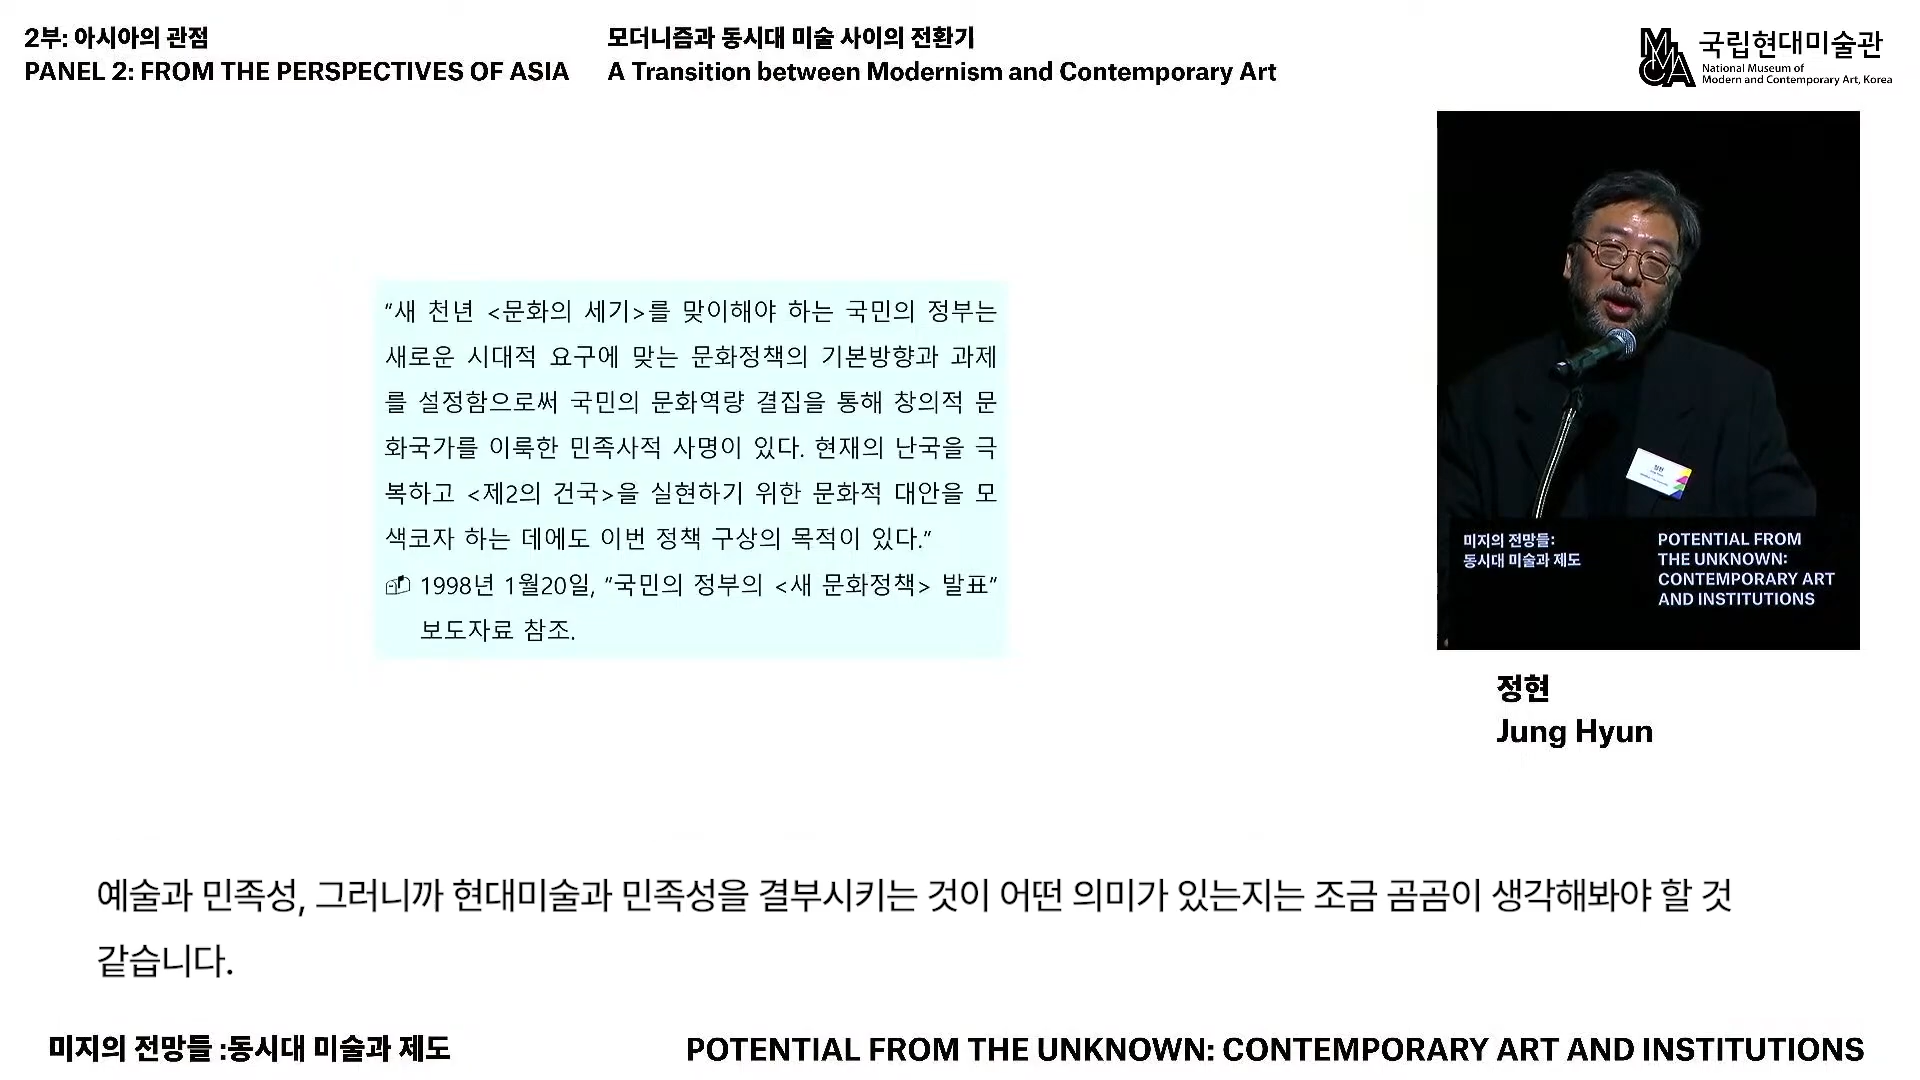 2부: 아시아의 관점
PANEL 2: FROM THE PERSPECTIVES OF ASIA
모더니즘과 동시대 미술 사이의 전환기
A Transition between Modernism and Contemporary Art
MMCA
국립현대미술관
National Museum of
Modern and Contemporary Art, Korea
“새 천년 <문화의 세기>를 맞이해야 하는 국민의 정부는
새로운 시대적 요구에 맞는 문화정책의 기본방향과 과제
를 설정함으로써 국민의 문화역량 결집을 통해 창의적 문
화국가를 이룩한 민족사적 사명이 있다. 현재의 난국을 극
복하고 <제2의 건국>을 실현하기 위한 문화적 대안을 모
색코자 하는 데에도 이번 정책 구상의 목적이 있다.”
1998년 1월20일, “국민의 정부의 <새 문화정책> 발표”
보도자료 참조.
정현
미지의 전망들:
동시대 미술과 제도
POTENTIAL FROM
THE UNKNOWN:
CONTEMPORARY ART
AND INSTITUTIONS
정현
Jung Hyun
예술과 민족성, 그러니까 현대미술과 민족성을 결부시키는 것이 어떤 의미가 있는지는 조금 곰곰이 생각해봐야 할 것
같습니다.
미지의 전망들 :동시대 미술과 제도
POTENTIAL FROM THE UNKNOWN: CONTEMPORARY ART AND INSTITUTIONS